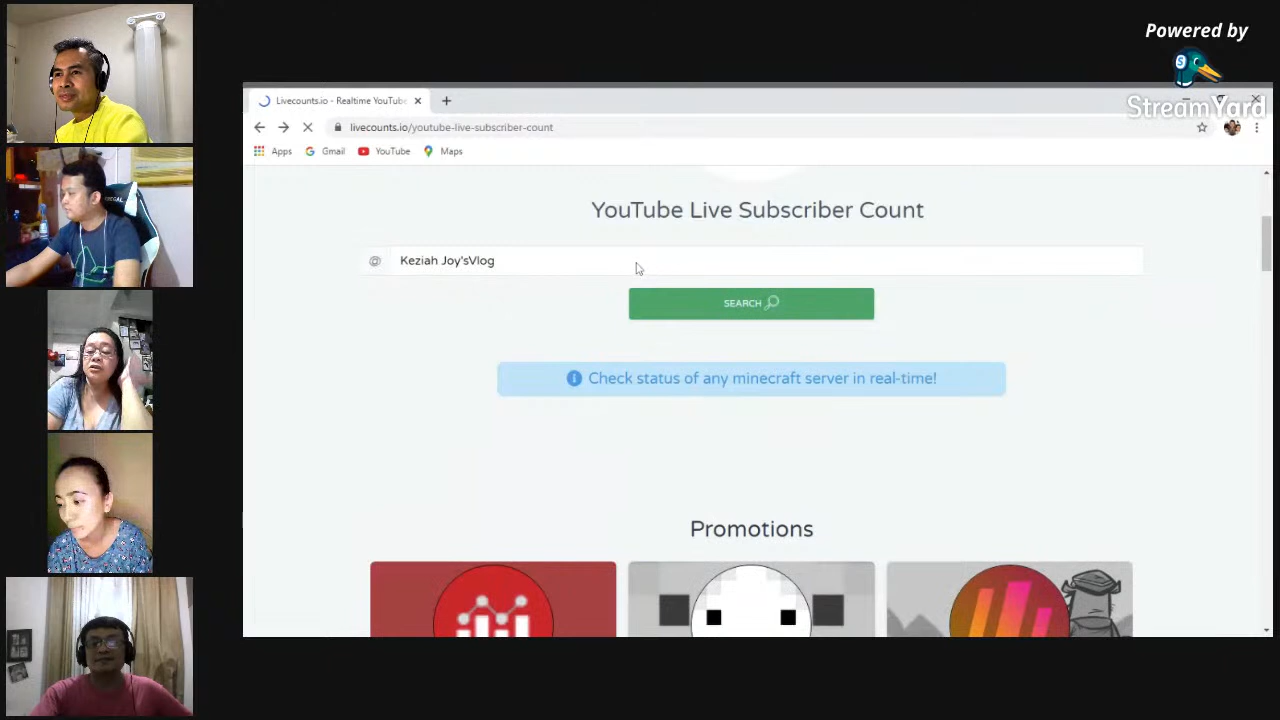 Powered by
StreamYard
Livecounts.io - Realtime YouTube
livecounts.io/youtube-live-subscriber-count
Apps Gmail YouTube Maps
YouTube Live Subscriber Count
@ Keziah Joy'sVlog
SEARCH
Check status of any minecraft server in real-time!
Promotions